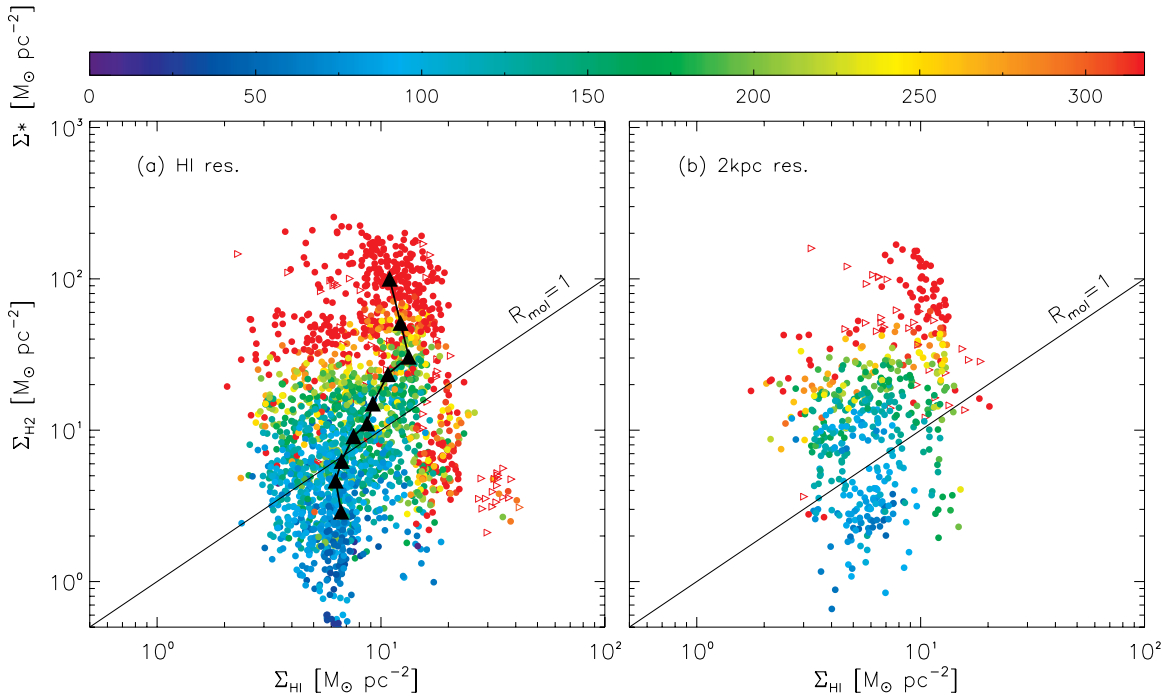 Σ* [M⊙ pc⁻²]
0 50 100 150 200 250 300
(a) HI res.
(b) 2kpc res.
R_mol=1
R_mol=1
Σ_H2 [M⊙ pc⁻²]
10³
10²
10¹
10⁰
10⁰ 10¹ 10² 10⁰ 10¹ 10²
Σ_HI [M⊙ pc⁻²]
Σ_HI [M⊙ pc⁻²]